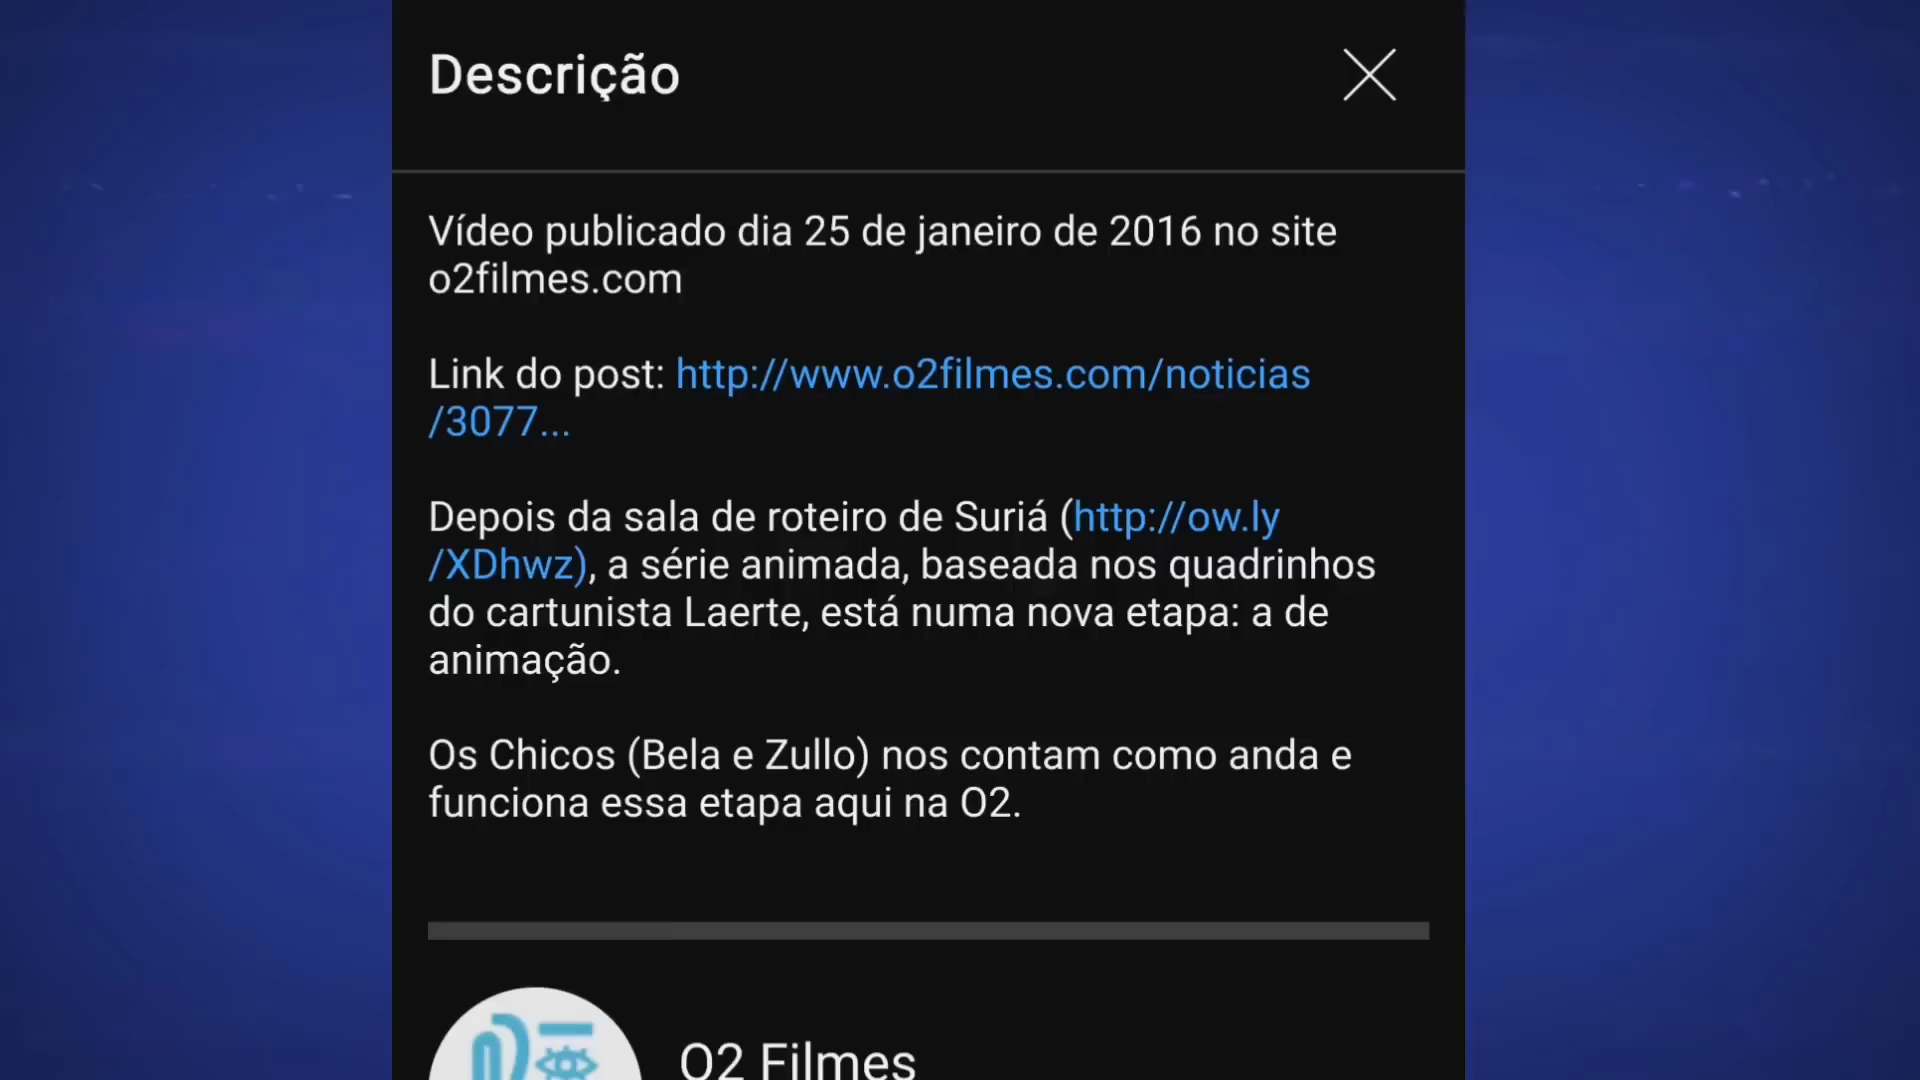 Descrição
Vídeo publicado dia 25 de janeiro de 2016 no site
o2filmes.com
Link do post: http://www.o2filmes.com/noticias
/3077...
Depois da sala de roteiro de Suriá (http://ow.ly
/XDhwz), a série animada, baseada nos quadrinhos
do cartunista Laerte, está numa nova etapa: a de
animação.
Os Chicos (Bela e Zullo) nos contam como anda e
funciona essa etapa aqui na O2.
O2 Filmes